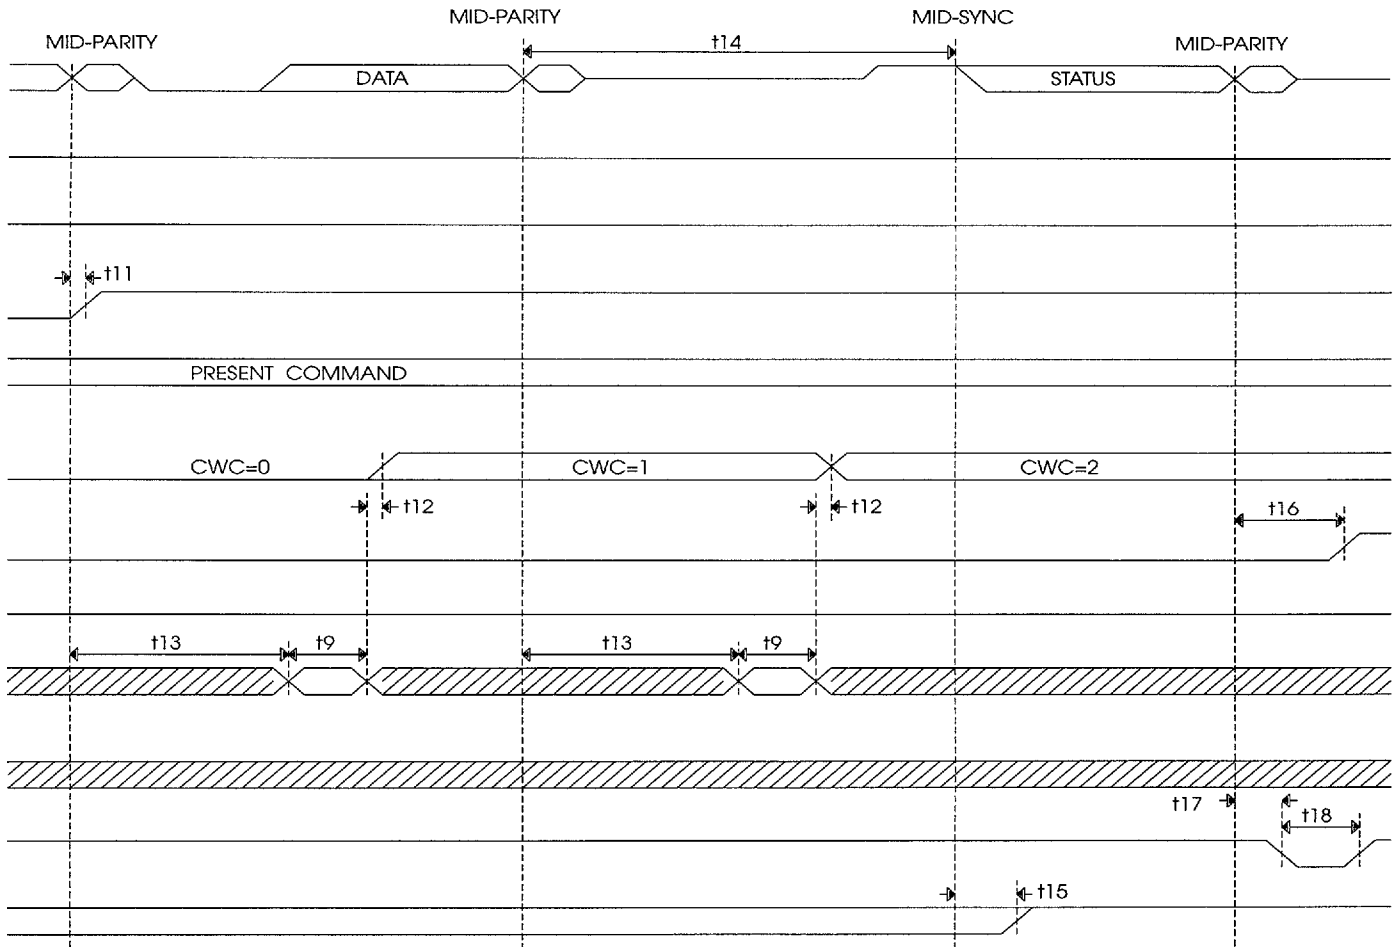 MID-PARITY
MID-SYNC
MID-PARITY
MID-PARITY
t14
DATA
STATUS
t11
PRESENT COMMAND
CWC=0
CWC=1
CWC=2
t12
t12
t16
t13
t9
t13
t9
t17
t18
t15